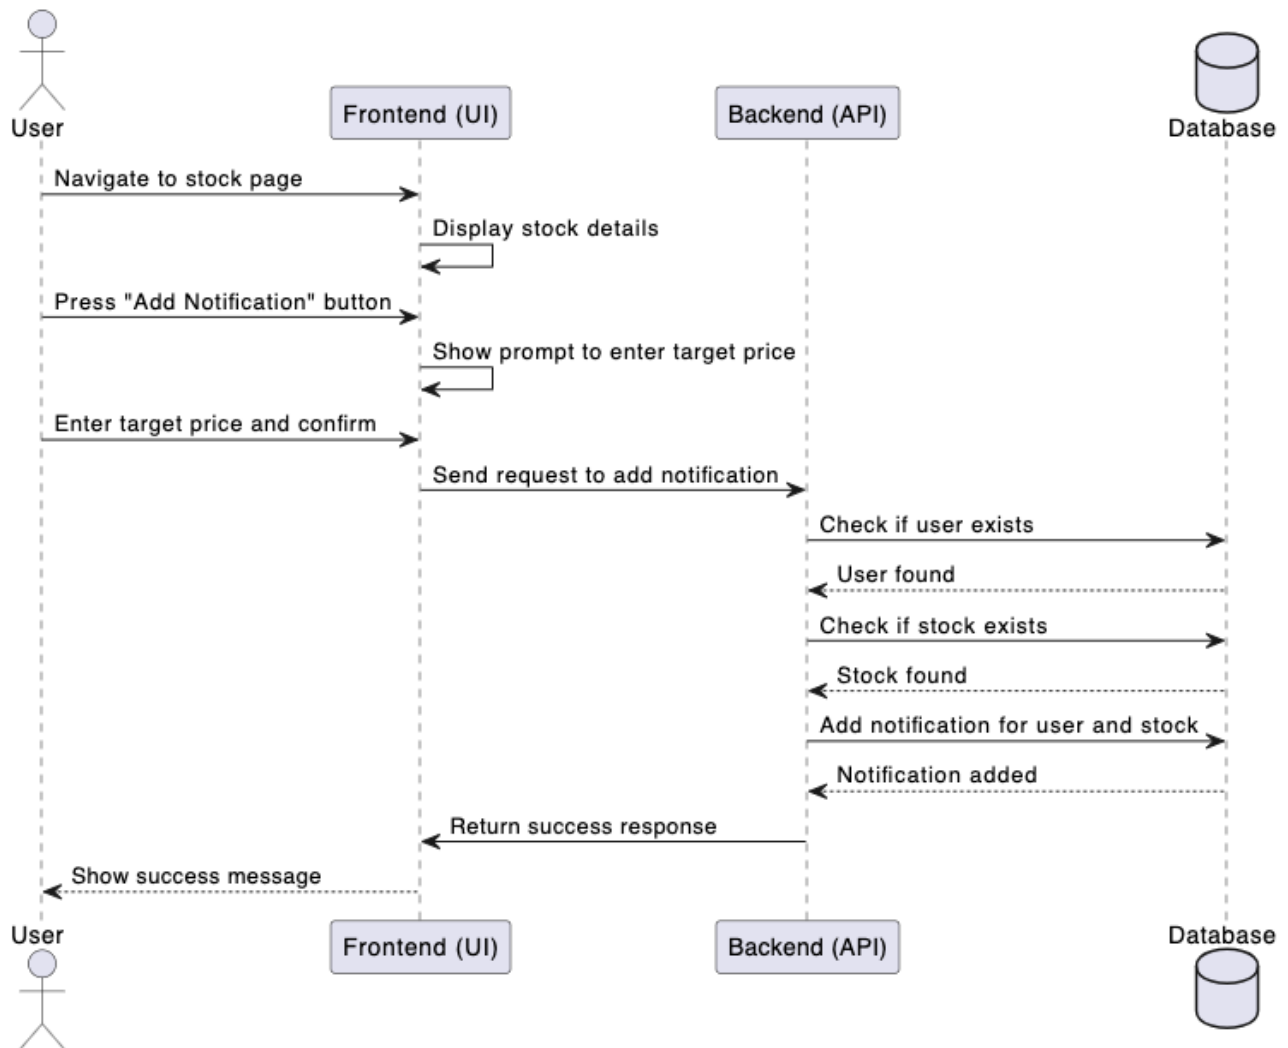 User
Frontend (UI)
Backend (API)
Database
Navigate to stock page
Display stock details
Press "Add Notification" button
Show prompt to enter target price
Enter target price and confirm
Send request to add notification
Check if user exists
User found
Check if stock exists
Stock found
Add notification for user and stock
Notification added
Return success response
Show success message
User
Frontend (UI)
Backend (API)
Database